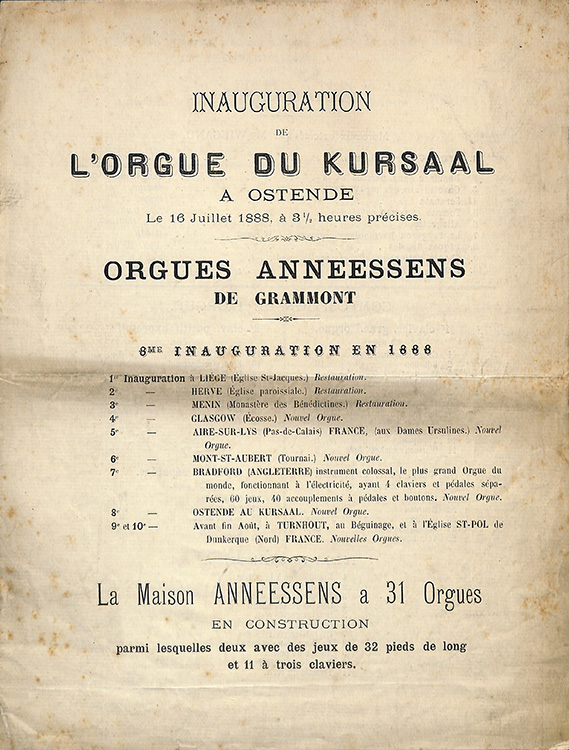 INAUGURATION
DE
L'ORGUE DU KURSAAL
A OSTENDE
Le 16 Juillet 1888, à 3 1/2 heures précises.
ORGUES ANNEESSENS
DE GRAMMONT
8ME INAUGURATION EN 1888
1re Inauguration à LIÉGE (Église St-Jacques.) Restauration.
2e — HERVE (Église paroissiale.) Restauration.
3e — MENIN (Monastère des Bénédictines.) Restauration.
4e — GLASGOW (Écosse.) Nouvel Orgue.
5e — AIRE-SUR-LYS (Pas-de-Calais) FRANCE, (aux Dames Ursulines.) Nouvel
Orgue.
6e — MONT-ST-AUBERT (Tournai.) Nouvel Orgue.
7e — BRADFORD (ANGLETERRE) instrument colossal, le plus grand Orgue du
monde, fonctionnant à l'électricité, ayant 4 claviers et pédales sépa-
rées, 60 jeux, 40 accouplements à pédales et boutons. Nouvel Orgue.
8e — OSTENDE AU KURSAAL. Nouvel Orgue.
9e et 10e — Avant fin Août, à TURNHOUT, au Béguinage, et à l'Église ST-POL de
Dunkerque (Nord) FRANCE. Nouvelles Orgues.
La Maison ANNEESSENS a 31 Orgues
EN CONSTRUCTION
parmi lesquelles deux avec des jeux de 32 pieds de long
et 11 à trois claviers.